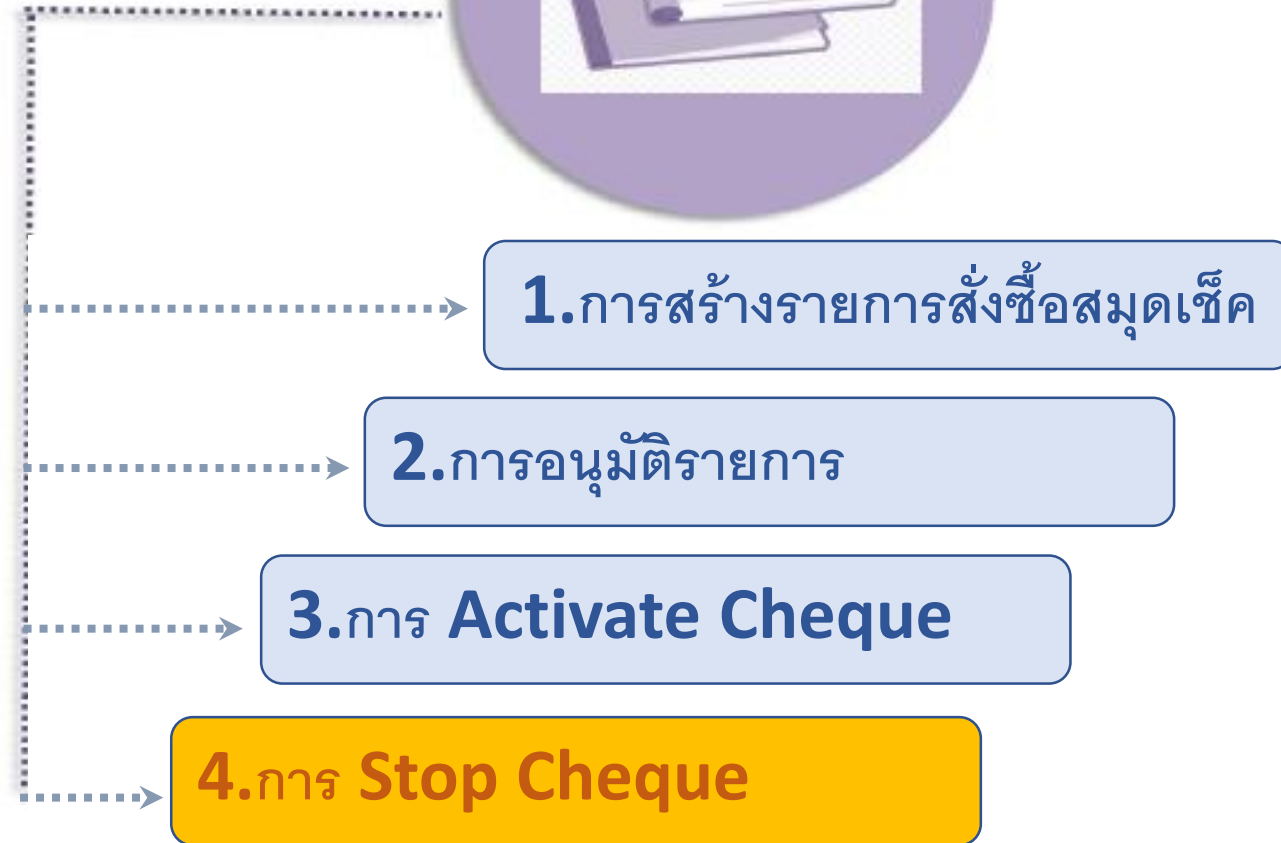 1.การสร้างรายการสั่งซื้อสมุดเช็ค
2.การอนุมัติรายการ
3.การ Activate Cheque
4.การ Stop Cheque